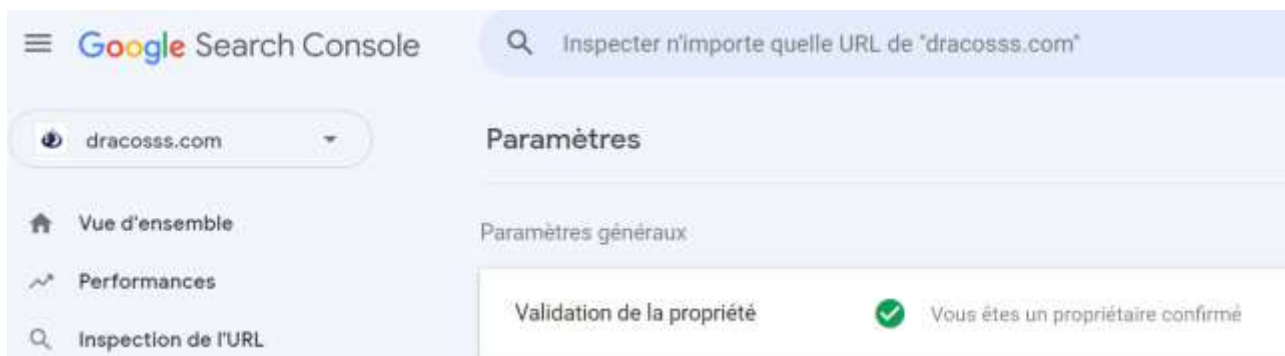 Google Search Console
Inspecter n'importe quelle URL de "dracosss.com"
dracosss.com
Paramètres
Vue d'ensemble
Paramètres généraux
Performances
Validation de la propriété
Vous êtes un propriétaire confirmé
Inspection de l'URL